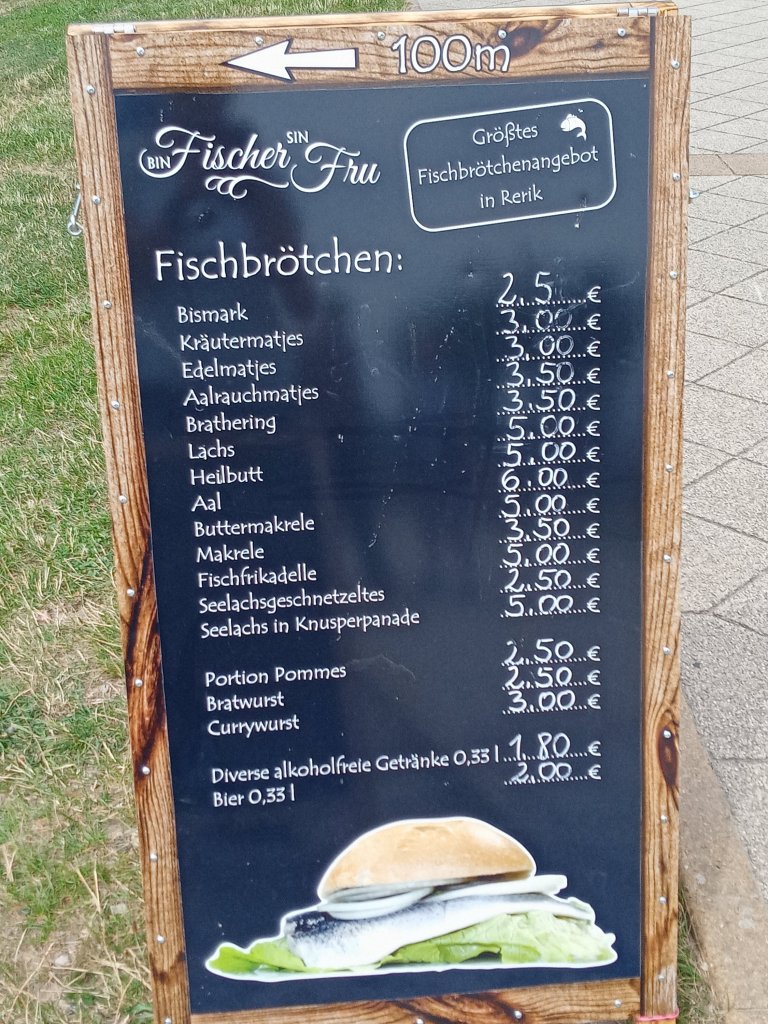 100m
BIN Fischer SIN Fru
Größtes
Fischbrötchenangebot
in Rerik
Fischbrötchen:
Bismark 2.5......€
Kräutermatjes 3.00 €
Edelmatjes 3.00 €
Aalrauchmatjes 3.50 €
Brathering 3.50 €
Lachs 5.00 €
Heilbutt 5.00 €
Aal 6.00 €
Buttermakrele 5.00 €
Makrele 3.50 €
Fischfrikadelle 5.00 €
Seelachsgeschnetzeltes 2.50 €
Seelachs in Knusperpanade 5.00 €
Portion Pommes 2.50 €
Bratwurst 2.50 €
Currywurst 3.00 €
Diverse alkoholfreie Getränke 0,33 l 1.80 €
Bier 0,33 l 2.00 €